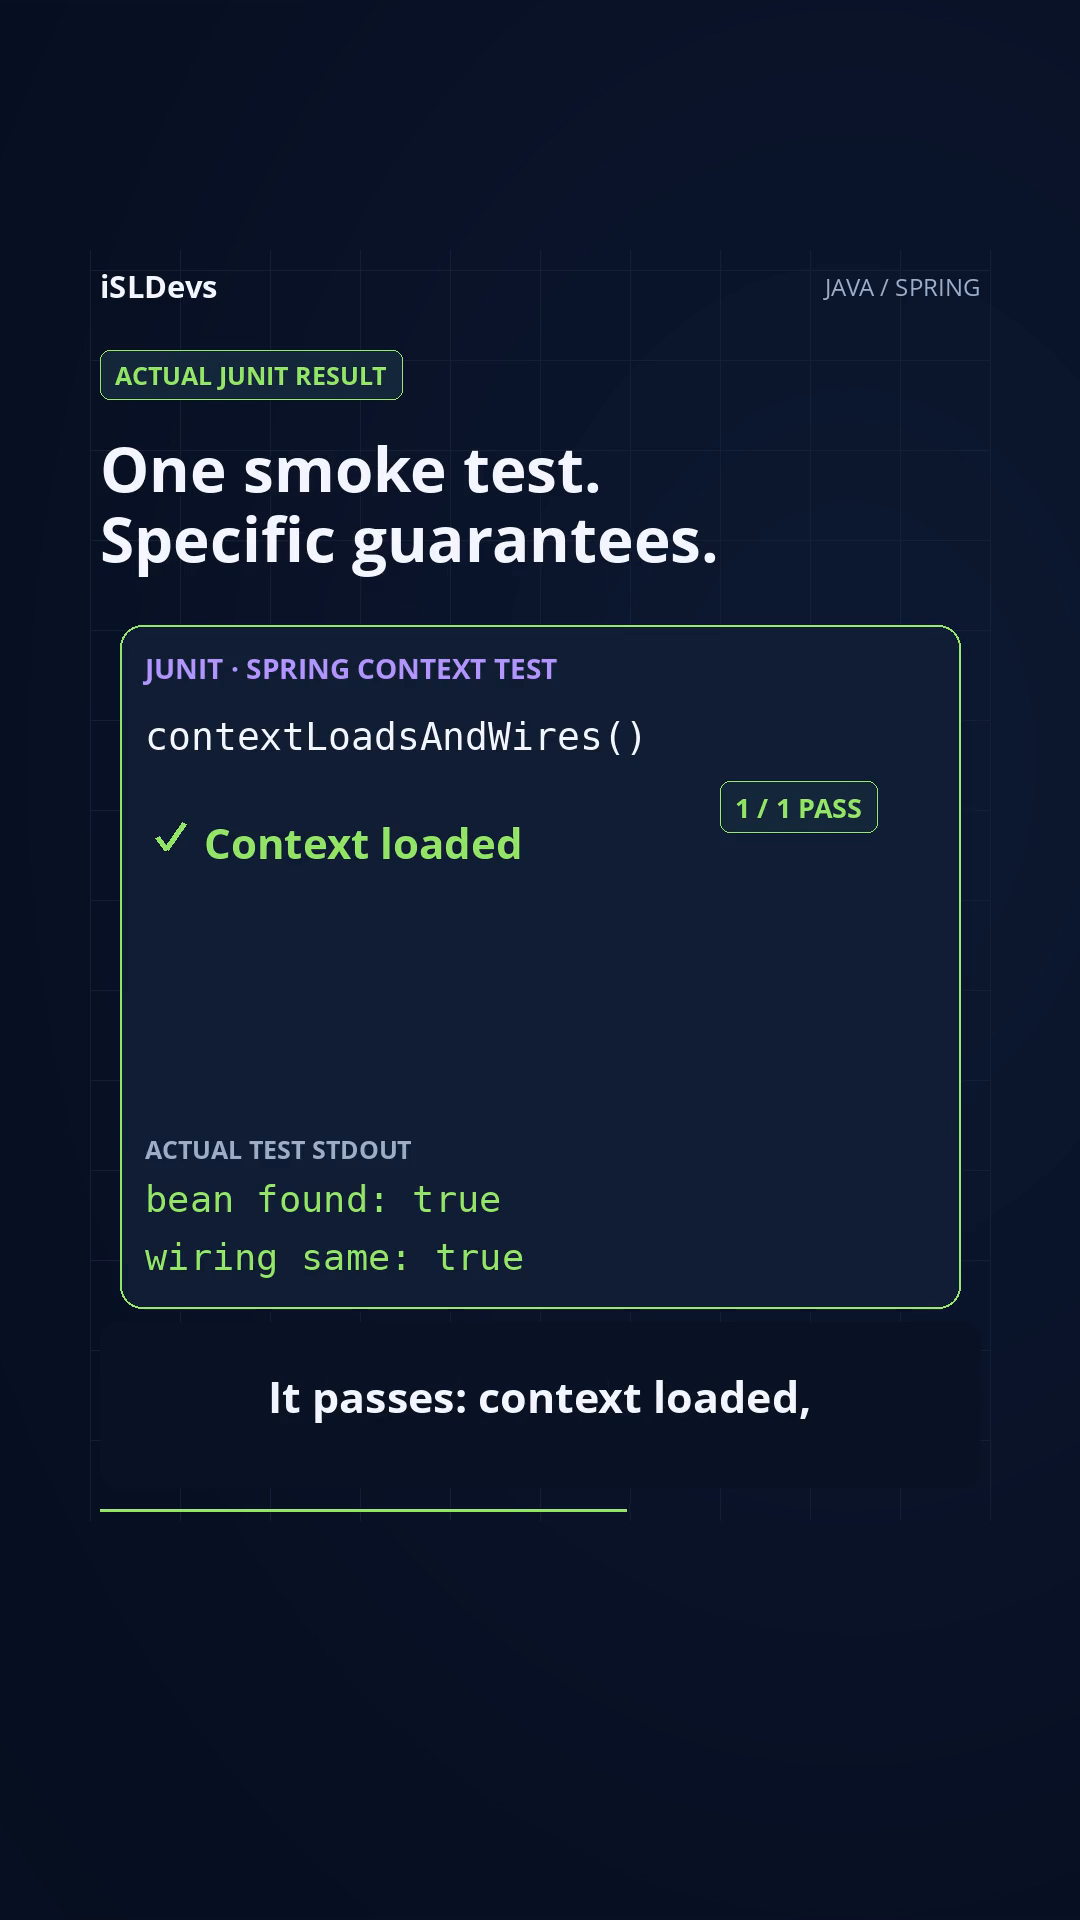 iSLDevs
JAVA / SPRING
ACTUAL JUNIT RESULT
One smoke test.
Specific guarantees.
JUNIT · SPRING CONTEXT TEST
contextLoadsAndWires()
1 / 1 PASS
✓ Context loaded
ACTUAL TEST STDOUT
bean found: true
wiring same: true
It passes: context loaded,